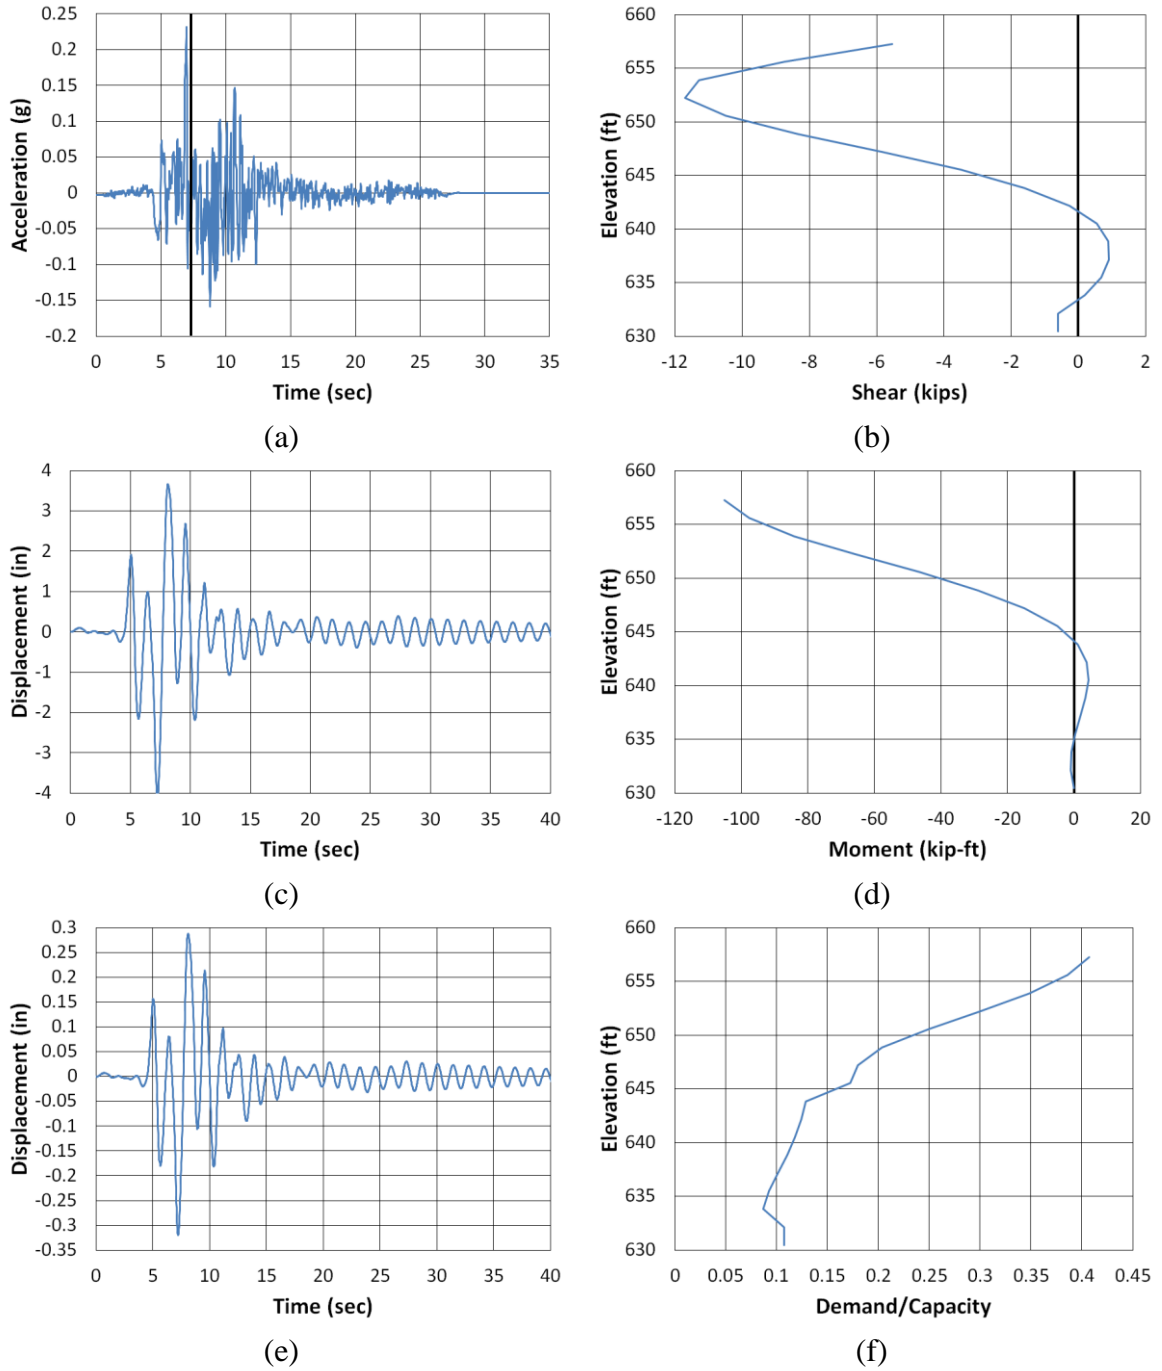 0.25
0.2
0.15
0.1
0.05
0
-0.05
-0.1
-0.15
-0.2
Acceleration (g)
0 5 10 15 20 25 30 35
Time (sec)
(a)
660
655
650
645
640
635
630
Elevation (ft)
-12 -10 -8 -6 -4 -2 0 2
Shear (kips)
(b)
4
3
2
1
0
-1
-2
-3
-4
Displacement (in)
0 5 10 15 20 25 30 35 40
Time (sec)
(c)
660
655
650
645
640
635
630
Elevation (ft)
-120 -100 -80 -60 -40 -20 0 20
Moment (kip-ft)
(d)
0.3
0.25
0.2
0.15
0.1
0.05
0
-0.05
-0.1
-0.15
-0.2
-0.25
-0.3
-0.35
Displacement (in)
0 5 10 15 20 25 30 35 40
Time (sec)
(e)
660
655
650
645
640
635
630
Elevation (ft)
0 0.05 0.1 0.15 0.2 0.25 0.3 0.35 0.4 0.45
Demand/Capacity
(f)